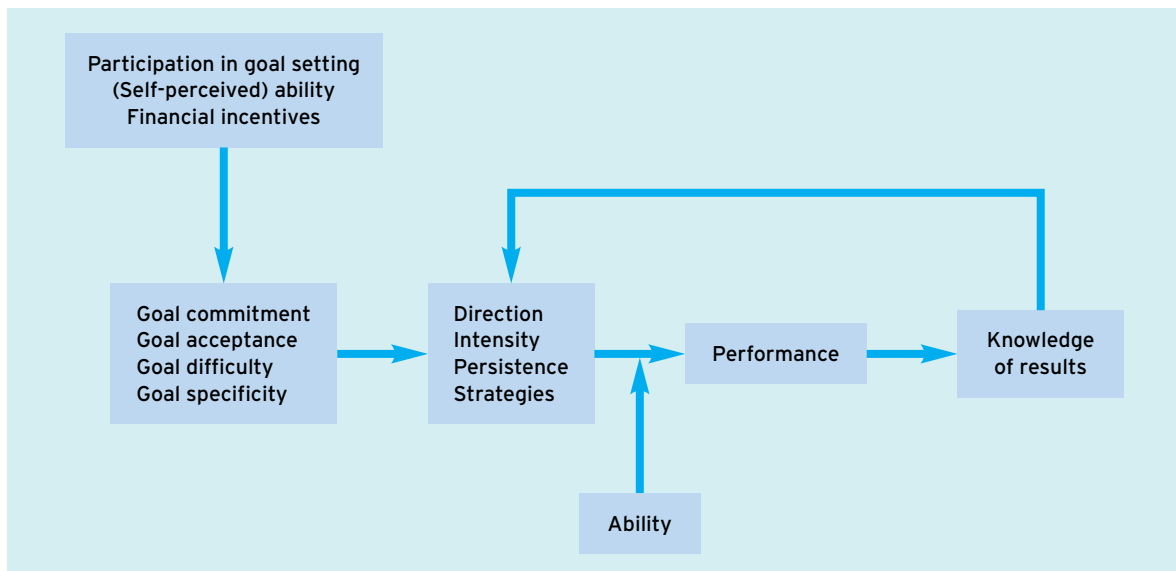 Participation in goal setting
(Self-perceived) ability
Financial incentives
Goal commitment
Goal acceptance
Goal difficulty
Goal specificity
Direction
Intensity
Persistence
Strategies
Performance
Knowledge
of results
Ability